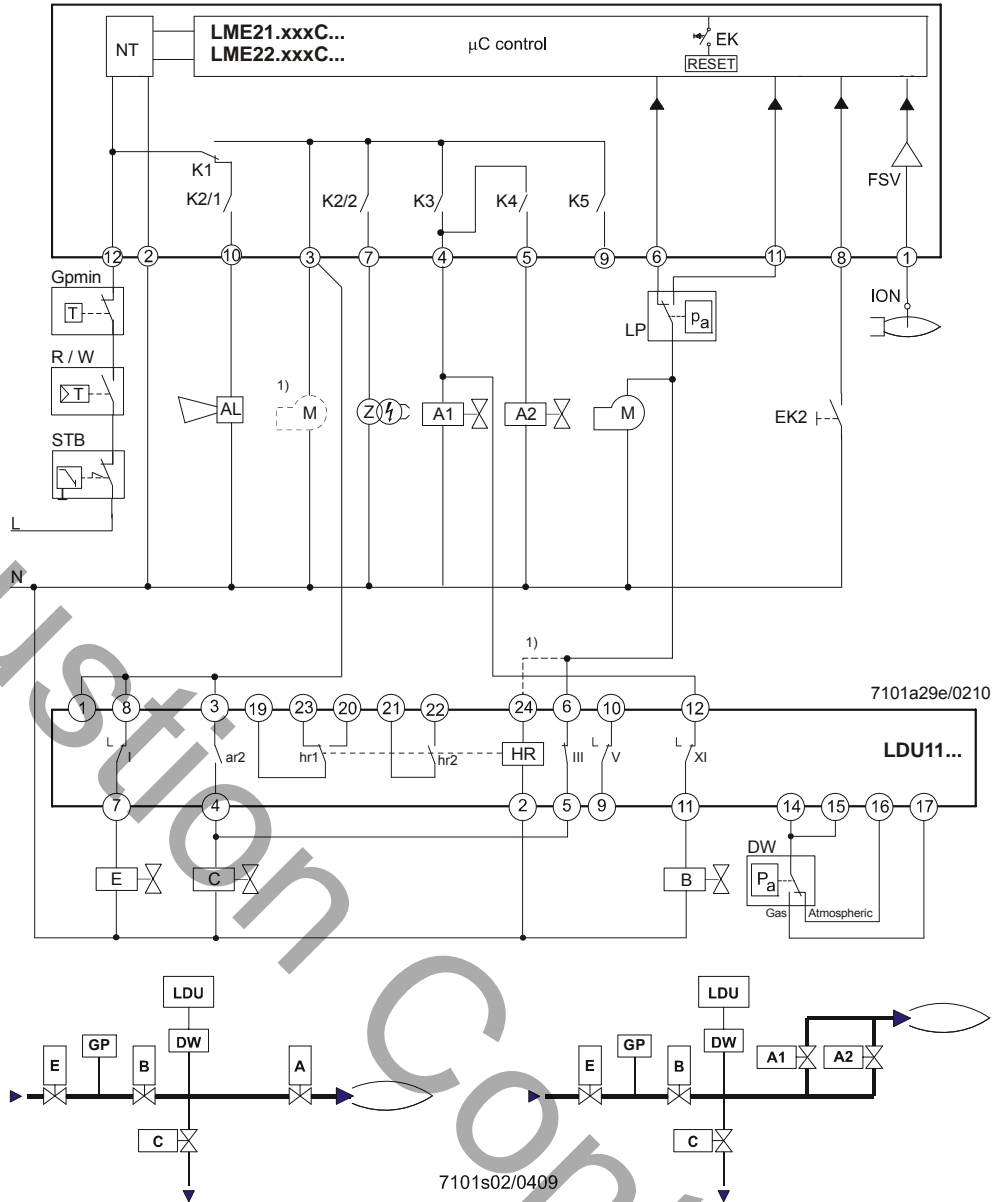 LME21.xxxC...
LME22.xxxC...
NT
µC control
EK
RESET
FSV
K1
K2/1
K2/2
K3
K4
K5
12
2
10
3
7
4
5
9
6
11
8
1
Gpmin
T
R / W
T
STB
L
N
AL
1)
M
Z
A1
A2
LP
pa
M
EK2
ION
1)
7101a29e/0210
1
8
3
19
23
20
21
22
24
6
10
12
LDU11...
L
I
ar2
hr1
hr2
HR
III
L
V
L
XI
7
4
2
5
9
11
14
15
16
17
E
C
B
DW
Pa
Gas
Atmospheric
LDU
DW
E
GP
B
A
C
LDU
DW
E
GP
B
A1
A2
C
7101s02/0409
ustion Con